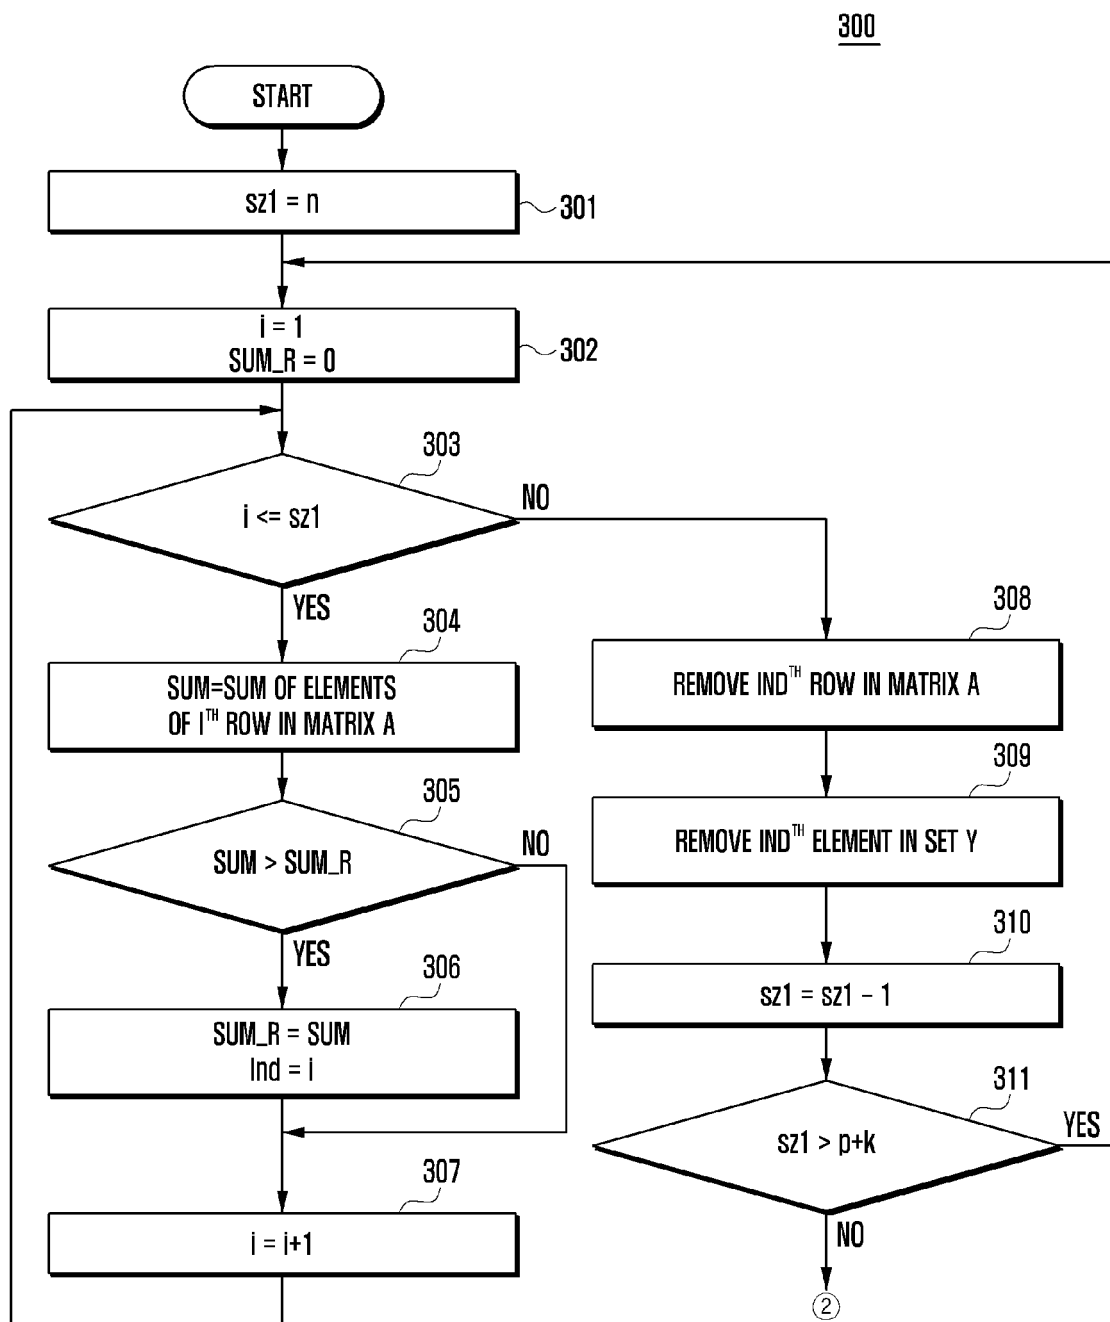 300
START
sz1 = n
301
i = 1
SUM_R = 0
302
303
i <= sz1
NO
YES
304
SUM=SUM OF ELEMENTS
OF I^TH ROW IN MATRIX A
305
SUM > SUM_R
NO
YES
306
SUM_R = SUM
Ind = i
307
i = i+1
308
REMOVE IND^TH ROW IN MATRIX A
309
REMOVE IND^TH ELEMENT IN SET Y
310
sz1 = sz1 - 1
311
sz1 > p+k
YES
NO
2